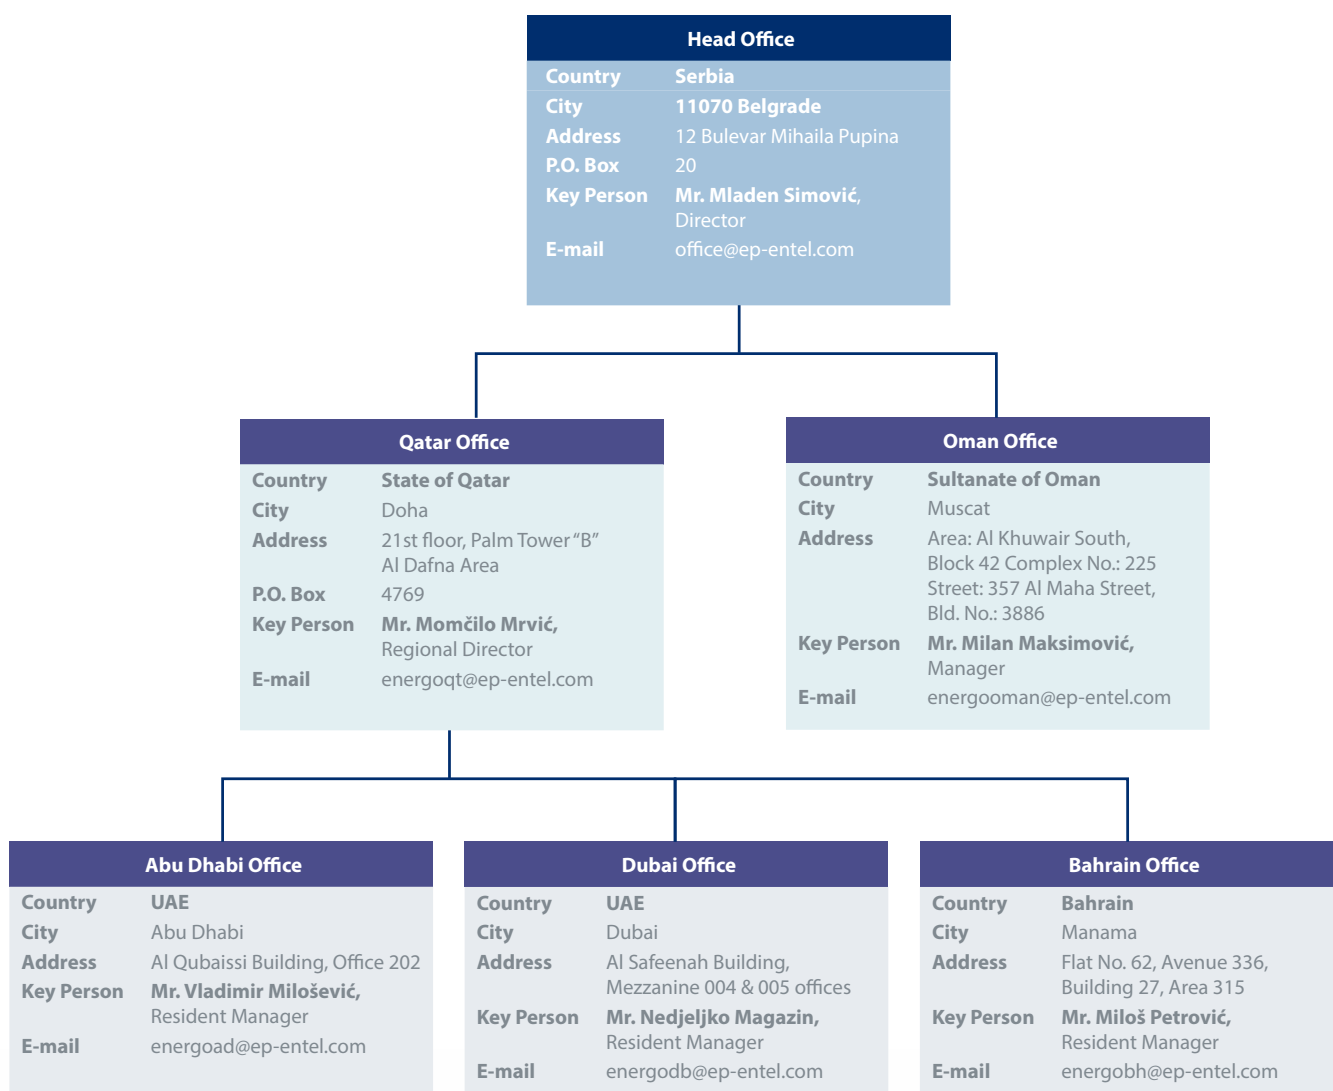 Head Office
Country Serbia
City 11070 Belgrade
Address 12 Bulevar Mihaila Pupina
P.O. Box 20
Key Person Mr. Mladen Simović,
Director
E-mail office@ep-entel.com
Qatar Office
Country State of Qatar
City Doha
Address 21st floor, Palm Tower “B”
Al Dafna Area
P.O. Box 4769
Key Person Mr. Momčilo Mrvić,
Regional Director
E-mail energoqt@ep-entel.com
Oman Office
Country Sultanate of Oman
City Muscat
Address Area: Al Khuwair South,
Block 42 Complex No.: 225
Street: 357 Al Maha Street,
Bld. No.: 3886
Key Person Mr. Milan Maksimović,
Manager
E-mail energooman@ep-entel.com
Abu Dhabi Office
Country UAE
City Abu Dhabi
Address Al Qubaissi Building, Office 202
Key Person Mr. Vladimir Milošević,
Resident Manager
E-mail energoad@ep-entel.com
Dubai Office
Country UAE
City Dubai
Address Al Safeenah Building,
Mezzanine 004 & 005 offices
Key Person Mr. Nedjeljko Magazin,
Resident Manager
E-mail energodb@ep-entel.com
Bahrain Office
Country Bahrain
City Manama
Address Flat No. 62, Avenue 336,
Building 27, Area 315
Key Person Mr. Miloš Petrović,
Resident Manager
E-mail energobh@ep-entel.com